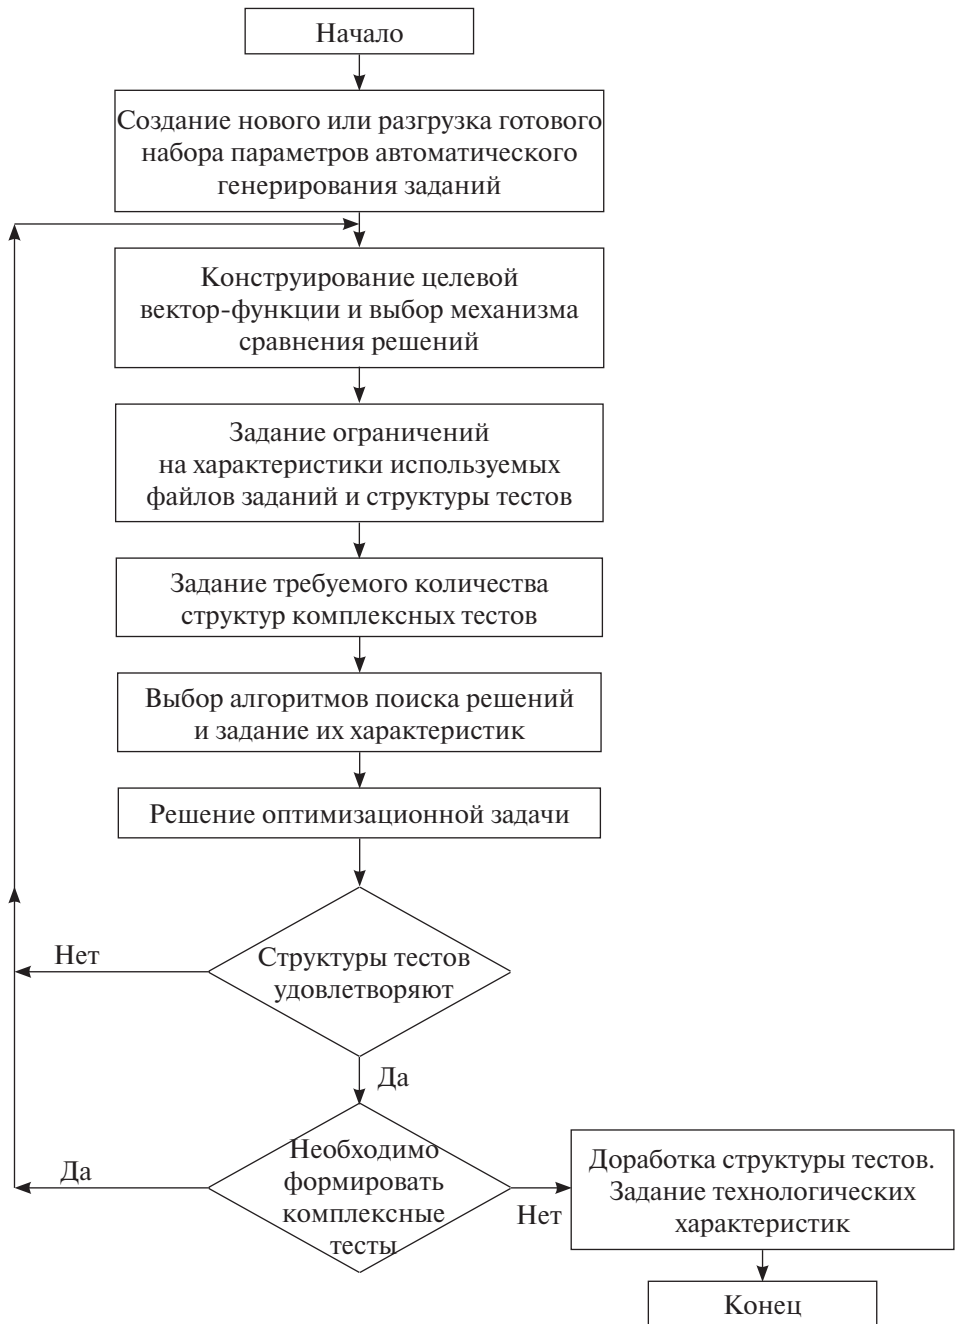 Начало
Создание нового или разгрузка готового
набора параметров автоматического
генерирования заданий
Конструирование целевой
вектор-функции и выбор механизма
сравнения решений
Задание ограничений
на характеристики используемых
файлов заданий и структуры тестов
Задание требуемого количества
структур комплексных тестов
Выбор алгоритмов поиска решений
и задание их характеристик
Решение оптимизационной задачи
Нет
Структуры тестов
удовлетворяют
Да
Да
Необходимо
формировать
комплексные
тесты
Нет
Доработка структуры тестов.
Задание технологических
характеристик
Конец